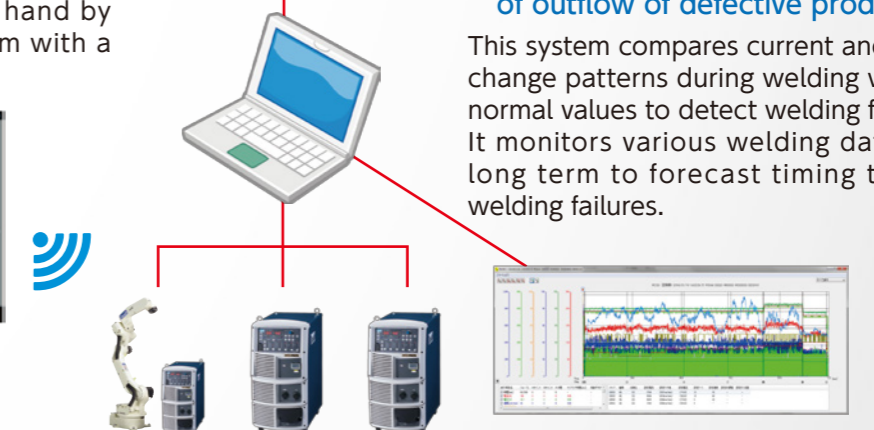 hand by
m with a
of outflow of defective prod
This system compares current and
change patterns during welding
normal values to detect welding
It monitors various welding
long term to forecast timing
welding failures.